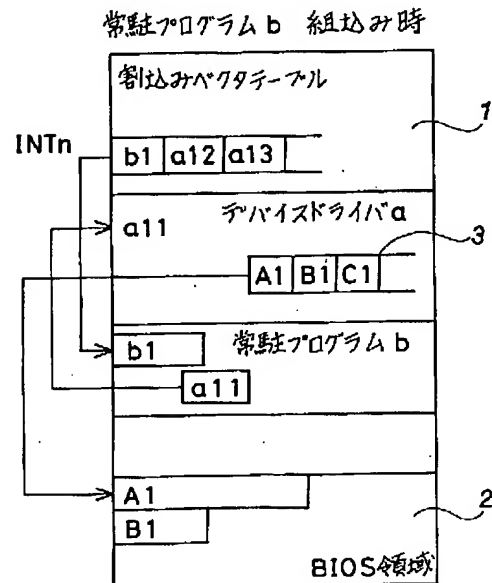 常駐プログラムb 組込み時
割込みベクタテーブル
1
INTn
b1 a12 a13
デバイスドライバa
a11
3
A1 B1 C1
b1
常駐プログラムb
a11
A1
2
B1
BIOS領域